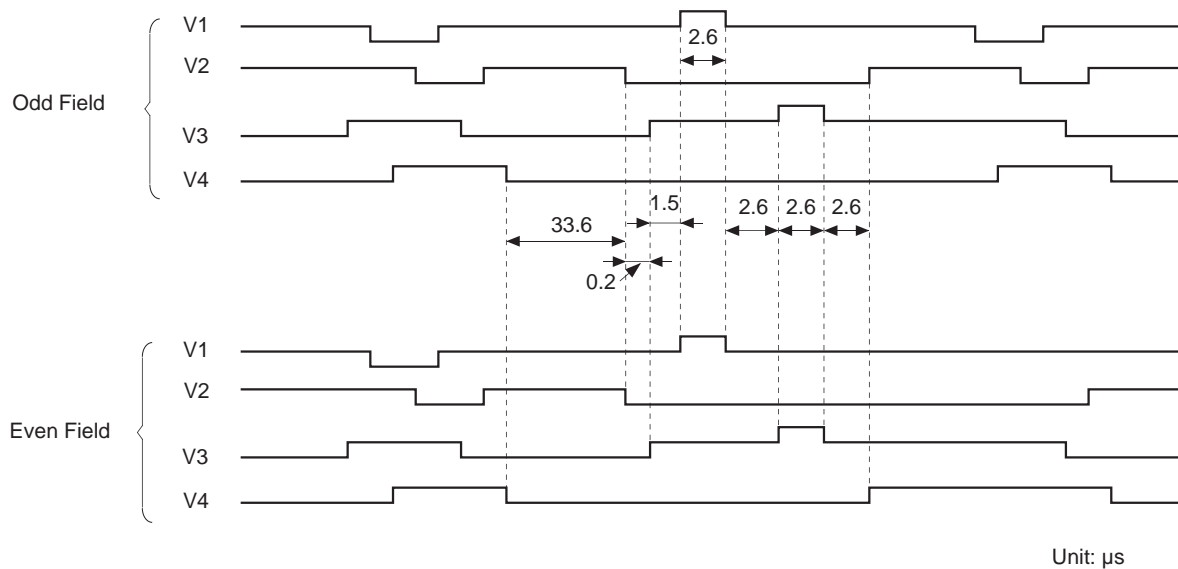 V1
2.6
V2
Odd Field
V3
V4
1.5
33.6
2.6 2.6 2.6
0.2
V1
V2
Even Field
V3
V4
Unit: μs